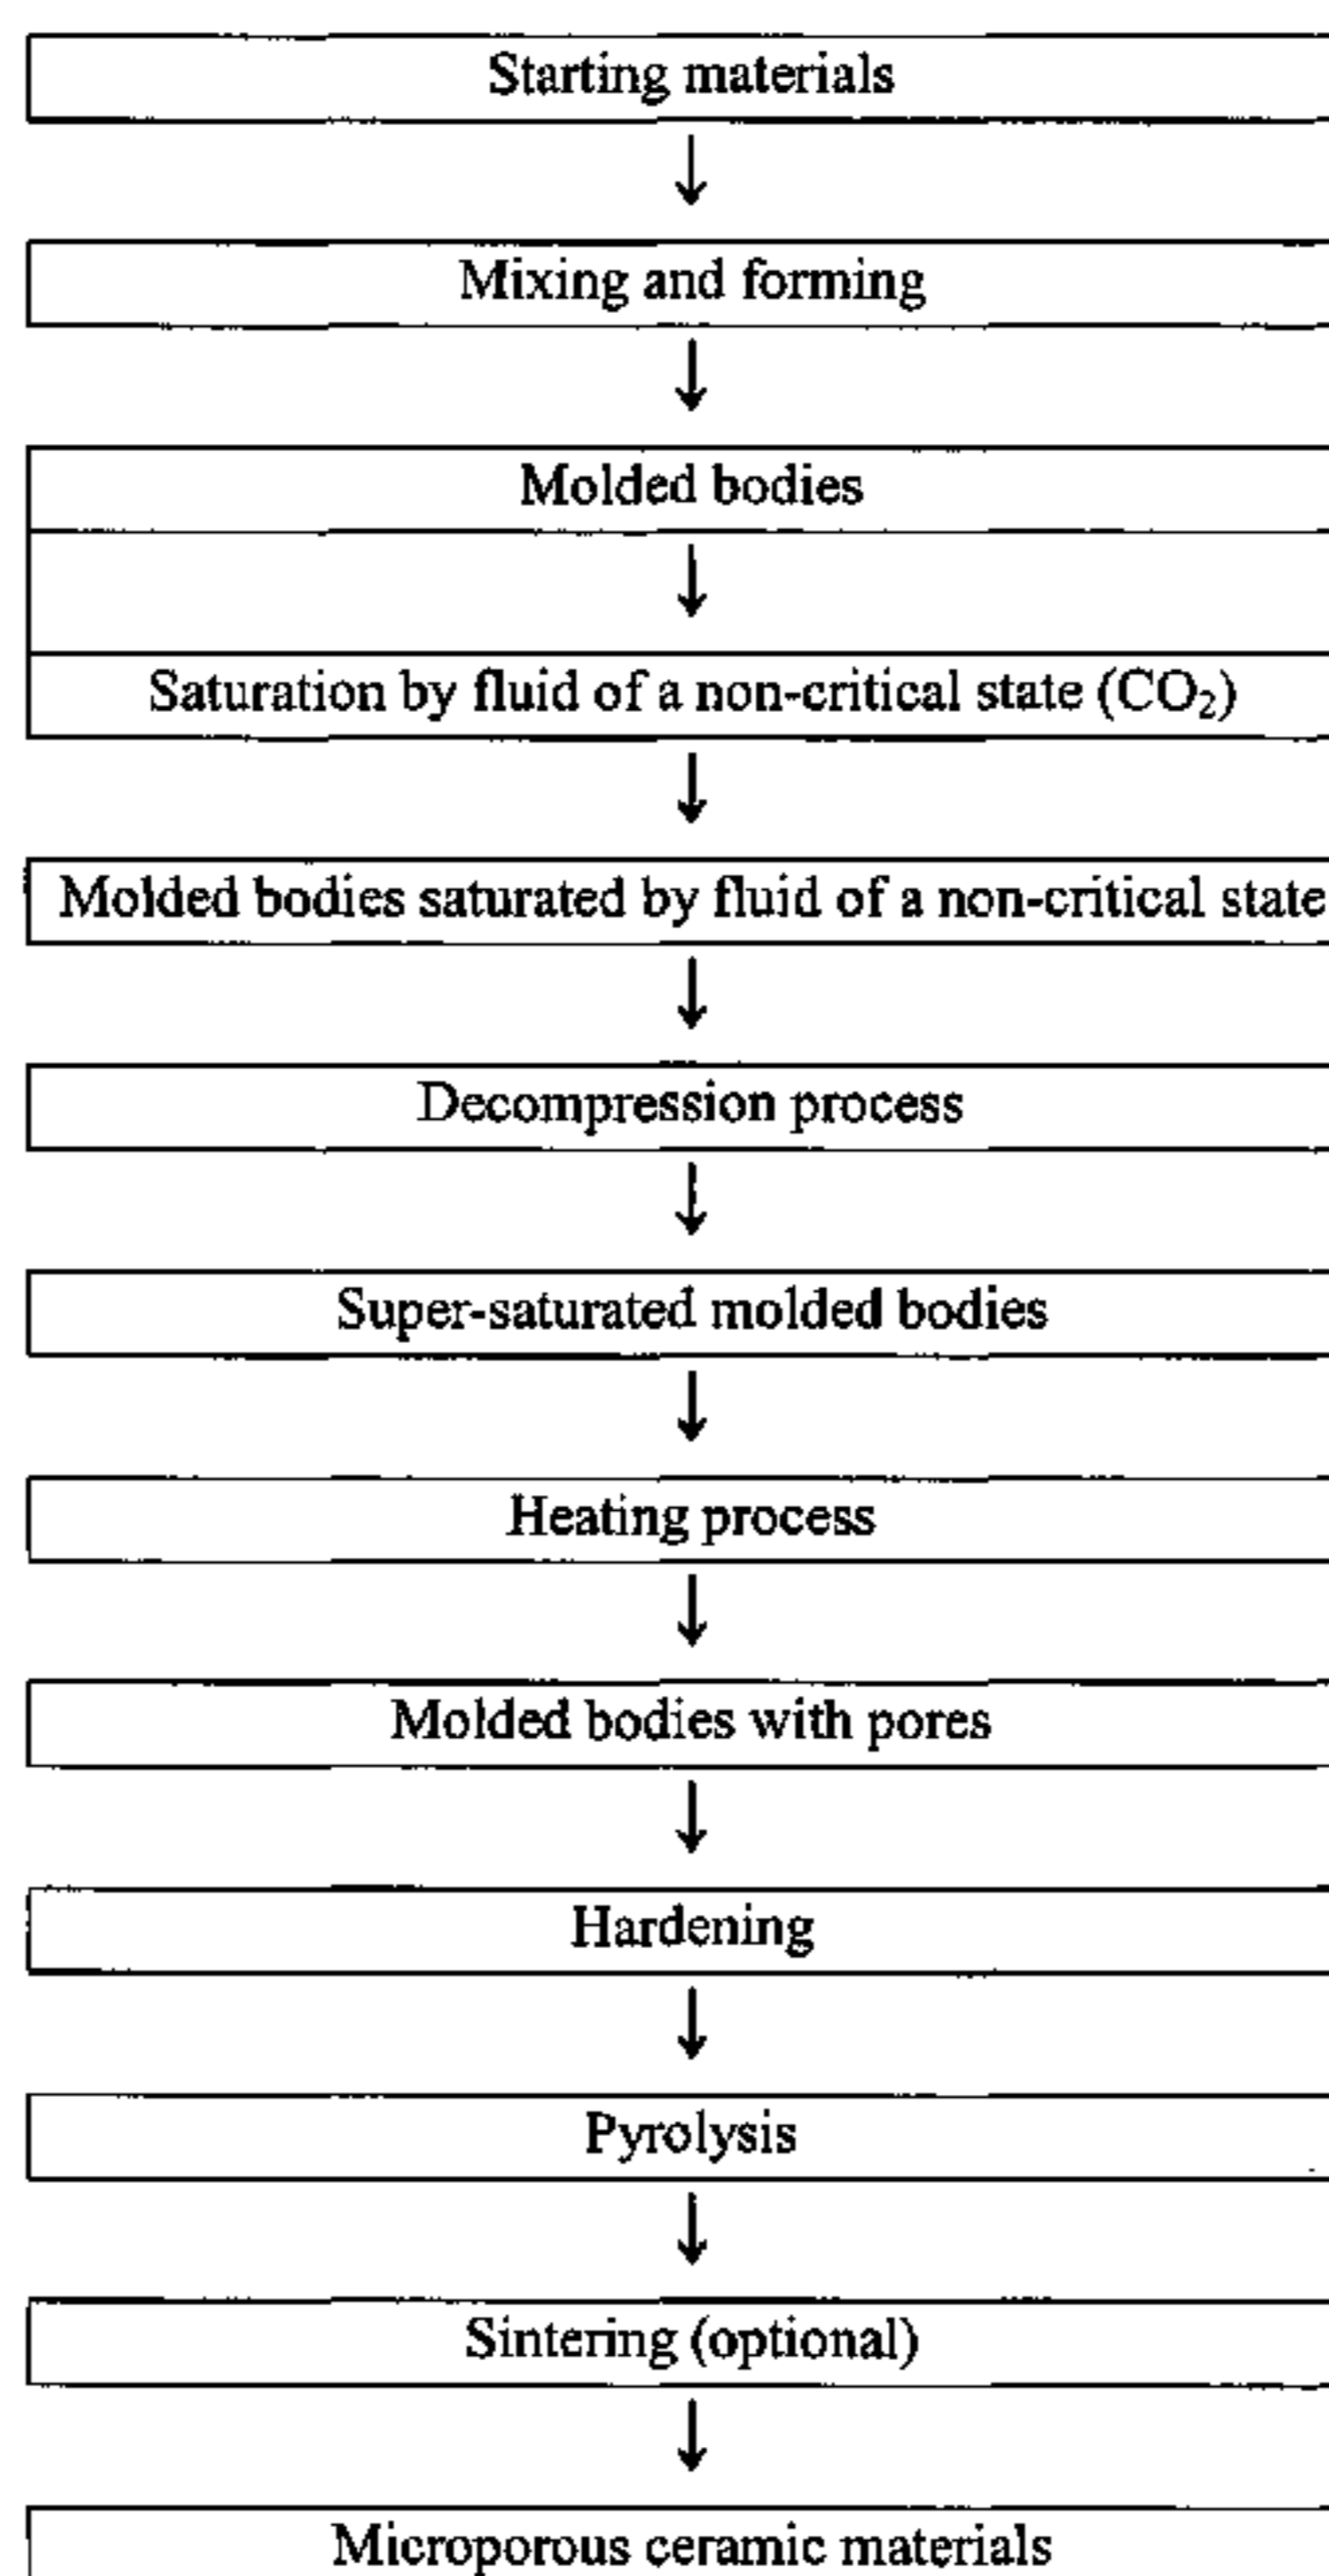 Starting materials
Mixing and forming
Molded bodies
Saturation by fluid of a non-critical state (CO₂)
Molded bodies saturated by fluid of a non-critical state
Decompression process
Super-saturated molded bodies
Heating process
Molded bodies with pores
Hardening
Pyrolysis
Sintering (optional)
Microporous ceramic materials